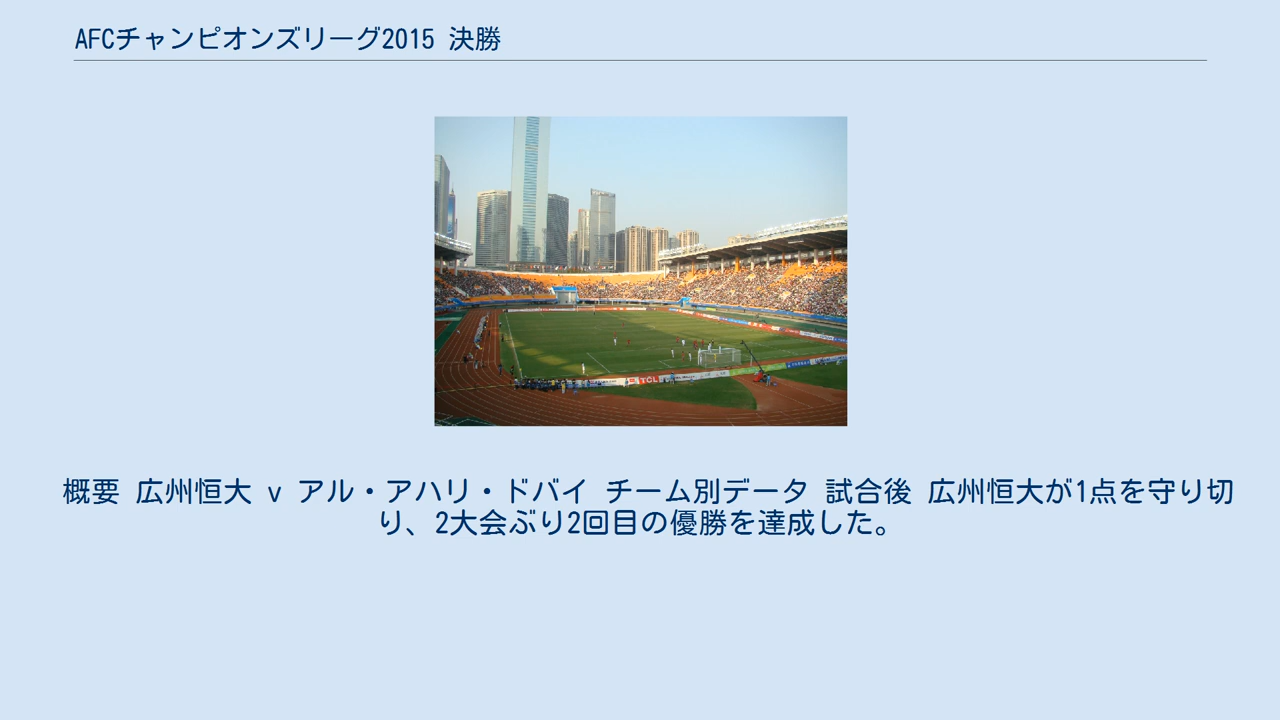 AFCチャンピオンズリーグ2015 決勝
TCL
概要 広州恒大 v アル・アハリ・ドバイ チーム別データ 試合後 広州恒大が1点を守り切
り、2大会ぶり2回目の優勝を達成した。